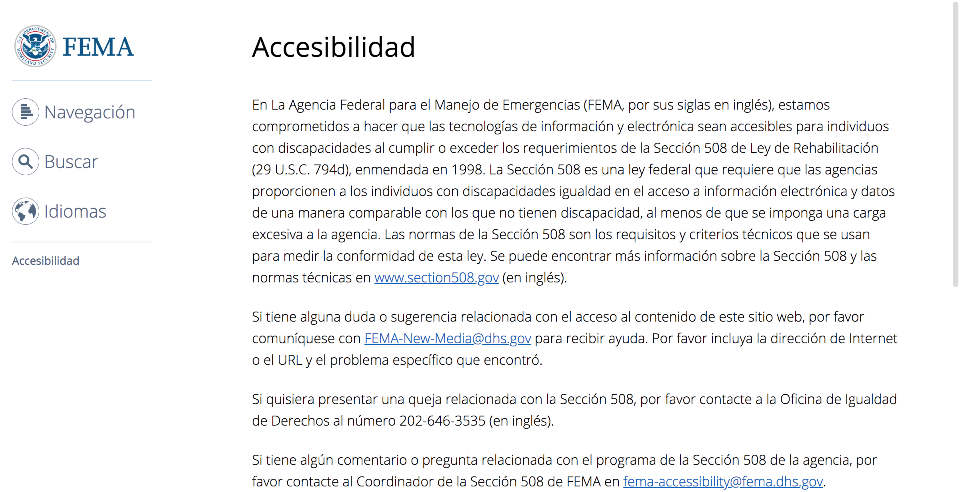 FEMA
Navegación
Buscar
Idiomas
Accesibilidad
Accesibilidad
En La Agencia Federal para el Manejo de Emergencias (FEMA, por sus siglas en inglés), estamos
comprometidos a hacer que las tecnologías de información y electrónica sean accesibles para individuos
con discapacidades al cumplir o exceder los requerimientos de la Sección 508 de Ley de Rehabilitación
(29 U.S.C. 794d), enmendada en 1998. La Sección 508 es una ley federal que requiere que las agencias
proporcionen a los individuos con discapacidades igualdad en el acceso a información electrónica y datos
de una manera comparable con los que no tienen discapacidad, al menos de que se imponga una carga
excesiva a la agencia. Las normas de la Sección 508 son los requisitos y criterios técnicos que se usan
para medir la conformidad de esta ley. Se puede encontrar más información sobre la Sección 508 y las
normas técnicas en www.section508.gov (en inglés).
Si tiene alguna duda o sugerencia relacionada con el acceso al contenido de este sitio web, por favor
comuníquese con FEMA-New-Media@dhs.gov para recibir ayuda. Por favor incluya la dirección de Internet
o el URL y el problema específico que encontró.
Si quisiera presentar una queja relacionada con la Sección 508, por favor contacte a la Oficina de Igualdad
de Derechos al número 202-646-3535 (en inglés).
Si tiene algún comentario o pregunta relacionada con el programa de la Sección 508 de la agencia, por
favor contacte al Coordinador de la Sección 508 de FEMA en fema-accessibility@fema.dhs.gov.